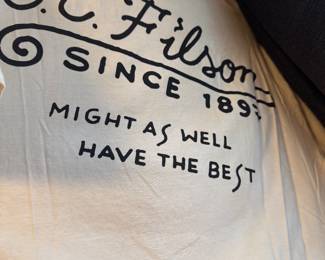 C.C. Filson
SINCE 189
MIGHT AS WELL
HAVE THE BEST